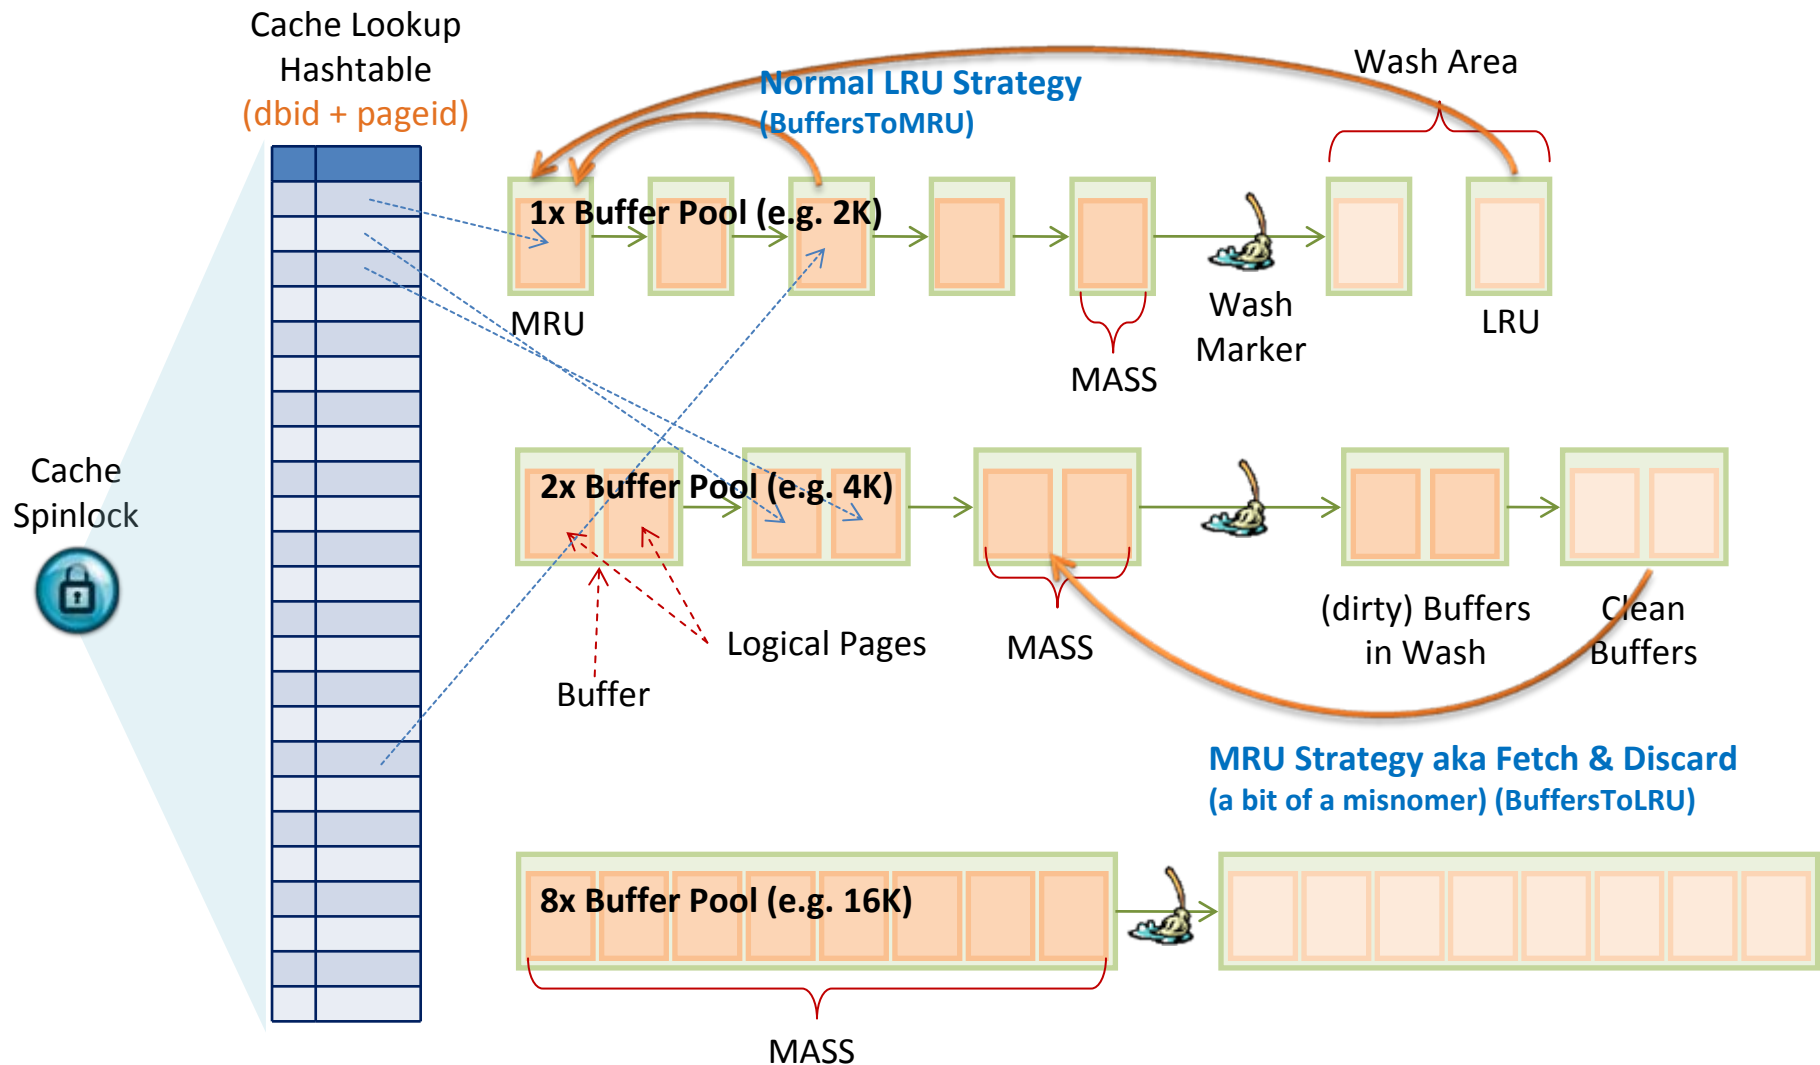 Cache Lookup
Hashtable
(dbid + pageid)
Normal LRU Strategy
(BuffersToMRU)
Wash Area
1x Buffer Pool (e.g. 2K)
MRU
MASS
Wash
Marker
LRU
Cache
Spinlock
2x Buffer Pool (e.g. 4K)
Logical Pages
Buffer
MASS
(dirty) Buffers
in Wash
Clean
Buffers
MRU Strategy aka Fetch & Discard
(a bit of a misnomer) (BuffersToLRU)
8x Buffer Pool (e.g. 16K)
MASS